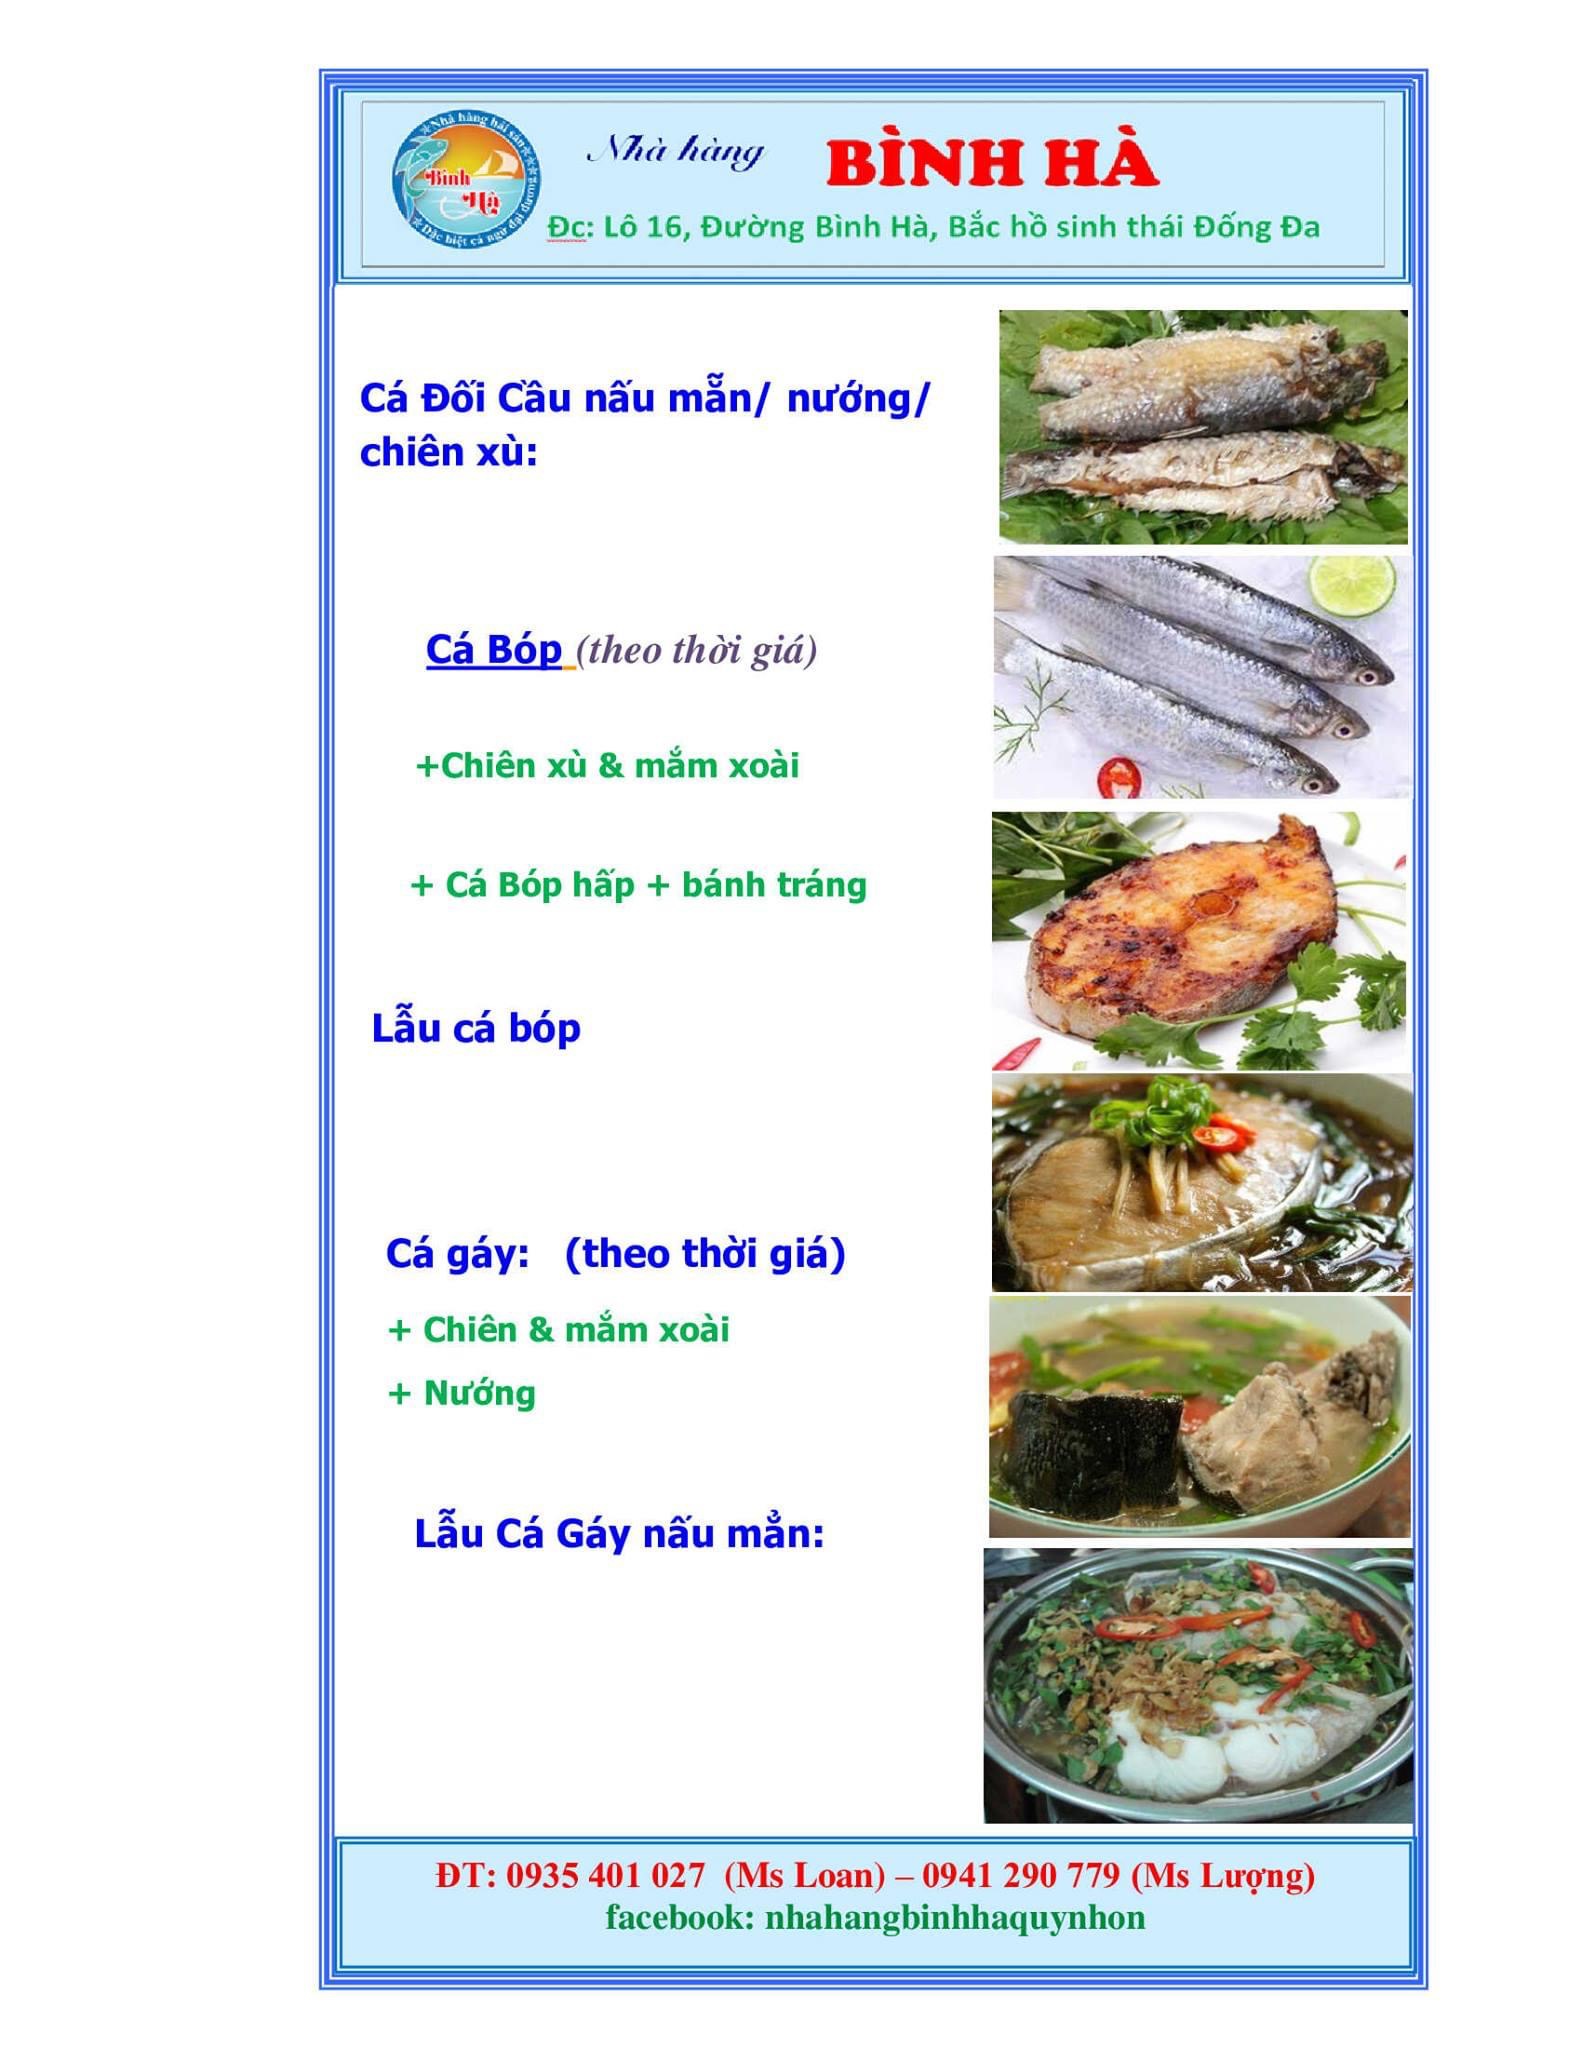 Nhà hàng hải sản
Bình
Hà
Đặc biệt cá ngừ đại dương
Nhà hàng BÌNH HÀ
Đc: Lô 16, Đường Bình Hà, Bắc hồ sinh thái Đống Đa
Cá Đối Cầu nấu mẵn/ nướng/
chiên xù:
Cá Bóp (theo thời giá)
+Chiên xù & mắm xoài
+ Cá Bóp hấp + bánh tráng
Lẫu cá bóp
Cá gáy: (theo thời giá)
+ Chiên & mắm xoài
+ Nướng
Lẫu Cá Gáy nấu mẳn:
ĐT: 0935 401 027 (Ms Loan) – 0941 290 779 (Ms Lượng)
facebook: nhahangbinhhaquynhon